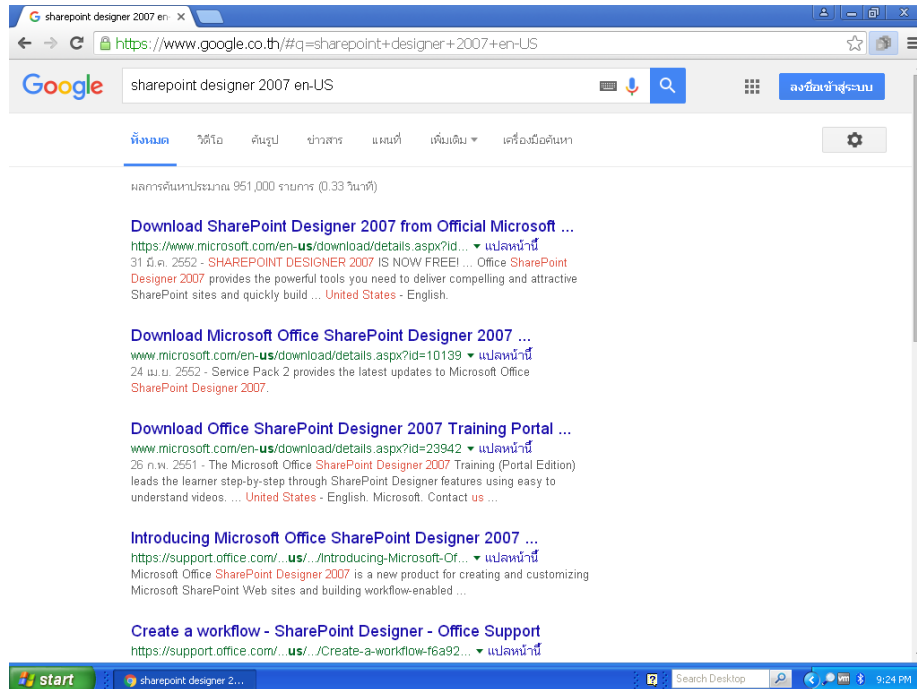 sharepoint designer 2007 en-
https://www.google.co.th/#q=sharepoint+designer+2007+en-US
Google
sharepoint designer 2007 en-US
ลงชื่อเข้าสู่ระบบ
ทั้งหมด วิดีโอ ค้นรูป ข่าวสาร แผนที่ เพิ่มเติม เครื่องมือค้นหา
ผลการค้นหาประมาณ 951,000 รายการ (0.33 วินาที)
Download SharePoint Designer 2007 from Official Microsoft ...
https://www.microsoft.com/en-us/download/details.aspx?id... แปลหน้านี้
31 มี.ค. 2552 - SHAREPOINT DESIGNER 2007 IS NOW FREE! ... Office SharePoint
Designer 2007 provides the powerful tools you need to deliver compelling and attractive
SharePoint sites and quickly build ... United States - English.
Download Microsoft Office SharePoint Designer 2007 ...
www.microsoft.com/en-us/download/details.aspx?id=10139 แปลหน้านี้
24 เม.ย. 2552 - Service Pack 2 provides the latest updates to Microsoft Office
SharePoint Designer 2007.
Download Office SharePoint Designer 2007 Training Portal ...
www.microsoft.com/en-us/download/details.aspx?id=23942 แปลหน้านี้
26 ก.พ. 2551 - The Microsoft Office SharePoint Designer 2007 Training (Portal Edition)
leads the learner step-by-step through SharePoint Designer features using easy to
understand videos. ... United States - English. Microsoft. Contact us ...
Introducing Microsoft Office SharePoint Designer 2007 ...
https://support.office.com/...us/.../Introducing-Microsoft-Of... แปลหน้านี้
Microsoft Office SharePoint Designer 2007 is a new product for creating and customizing
Microsoft SharePoint Web sites and building workflow-enabled ...
Create a workflow - SharePoint Designer - Office Support
https://support.office.com/...us/.../Create-a-workflow-f6a92... แปลหน้านี้
start sharepoint designer 2... Search Desktop 9:24 PM